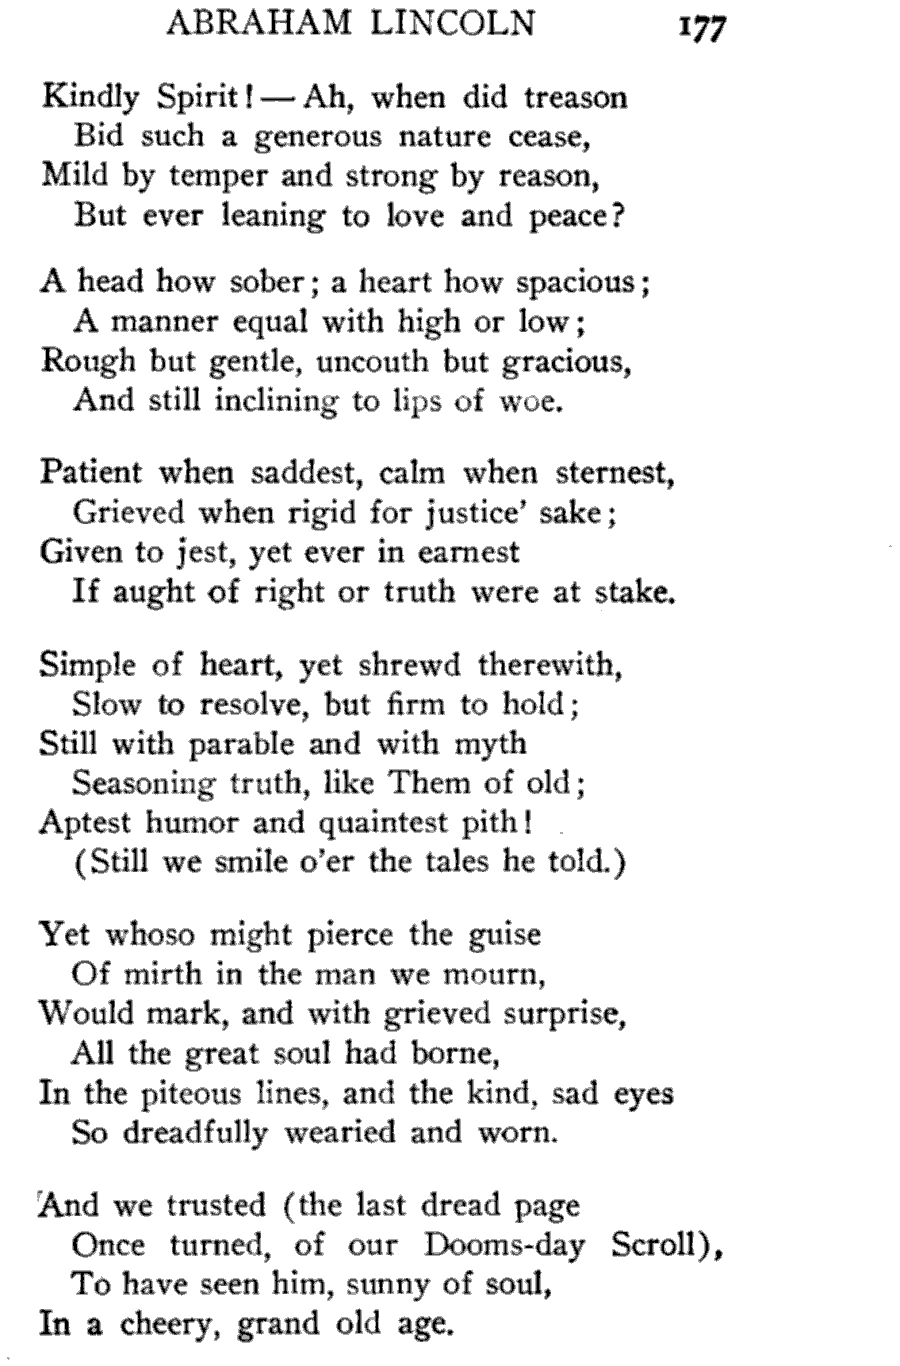 ABRAHAM LINCOLN 177
Kindly Spirit! — Ah, when did treason
Bid such a generous nature cease,
Mild by temper and strong by reason,
But ever leaning to love and peace?
A head how sober; a heart how spacious;
A manner equal with high or low;
Rough but gentle, uncouth but gracious,
And still inclining to lips of woe.
Patient when saddest, calm when sternest,
Grieved when rigid for justice' sake;
Given to jest, yet ever in earnest
If aught of right or truth were at stake.
Simple of heart, yet shrewd therewith,
Slow to resolve, but firm to hold;
Still with parable and with myth
Seasoning truth, like Them of old;
Aptest humor and quaintest pith!
(Still we smile o'er the tales he told.)
Yet whoso might pierce the guise
Of mirth in the man we mourn,
Would mark, and with grieved surprise,
All the great soul had borne,
In the piteous lines, and the kind, sad eyes
So dreadfully wearied and worn.
And we trusted (the last dread page
Once turned, of our Dooms-day Scroll),
To have seen him, sunny of soul,
In a cheery, grand old age.